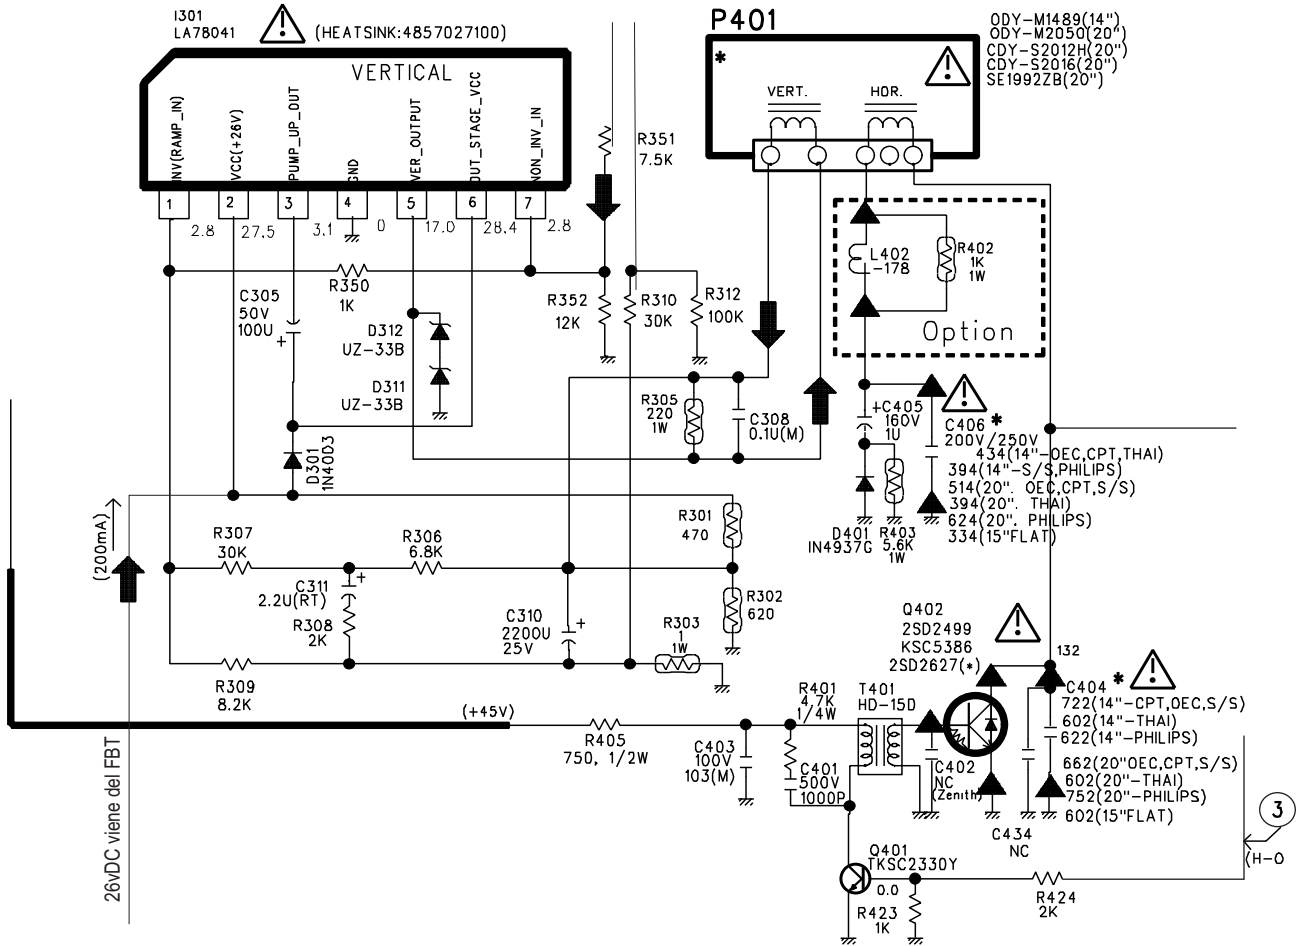 I301
LA78041
(HEATSINK:4857027100)
VERTICAL
INV(RAMP_IN)
VCC(+26V)
PUMP_UP_OUT
GND
VER_OUTPUT
OUT_STAGE_VCC
NON_INV_IN
1
2
3
4
5
6
7
2.8
27.5
3.1
0
17.0
28.4
2.8
R351
7.5K
P401
*
VERT.
HOR.
ODY-M1489(14")
ODY-M2050(20")
CDY-S2012H(20")
CDY-S2016(20")
SE1992ZB(20")
L402
-178
R402
1K
1W
Option
R350
1K
C305
50V
100U
+
D312
UZ-33B
D311
UZ-33B
R352
12K
R310
30K
R312
100K
R305
220
1W
C308
0.1U(M)
D301
1N40D3
+
C405
160V
1U
D401
IN4937G
R403
5.6K
1W
*
C406
200V/250V
434(14"-OEC,CPT,THAI)
394(14"-S/S,PHILIPS)
514(20". OEC,CPT,S/S)
394(20". THAI)
624(20". PHILIPS)
334(15"FLAT)
(200mA)
R307
30K
R306
6.8K
R301
470
C311
2.2U(RT)
+
R308
2K
C310
2200U
25V
+
R302
620
R303
1
1W
R309
8.2K
26vDC viene del FBT
(+45V)
R405
750, 1/2W
C403
100V
103(M)
R401
4.7K
1/4W
C401
500V
1000P
T401
HD-15D
Q402
2SD2499
KSC5386
2SD2627(*)
132
C402
NC
(Zenith)
C434
NC
*
C404
722(14"-CPT,OEC,S/S)
602(14"-THAI)
622(14"-PHILIPS)
662(20"OEC,CPT,S/S)
602(20"-THAI)
752(20"-PHILIPS)
602(15"FLAT)
3
(H-O
Q401
TKSC2330Y
0.0
R423
1K
R424
2K